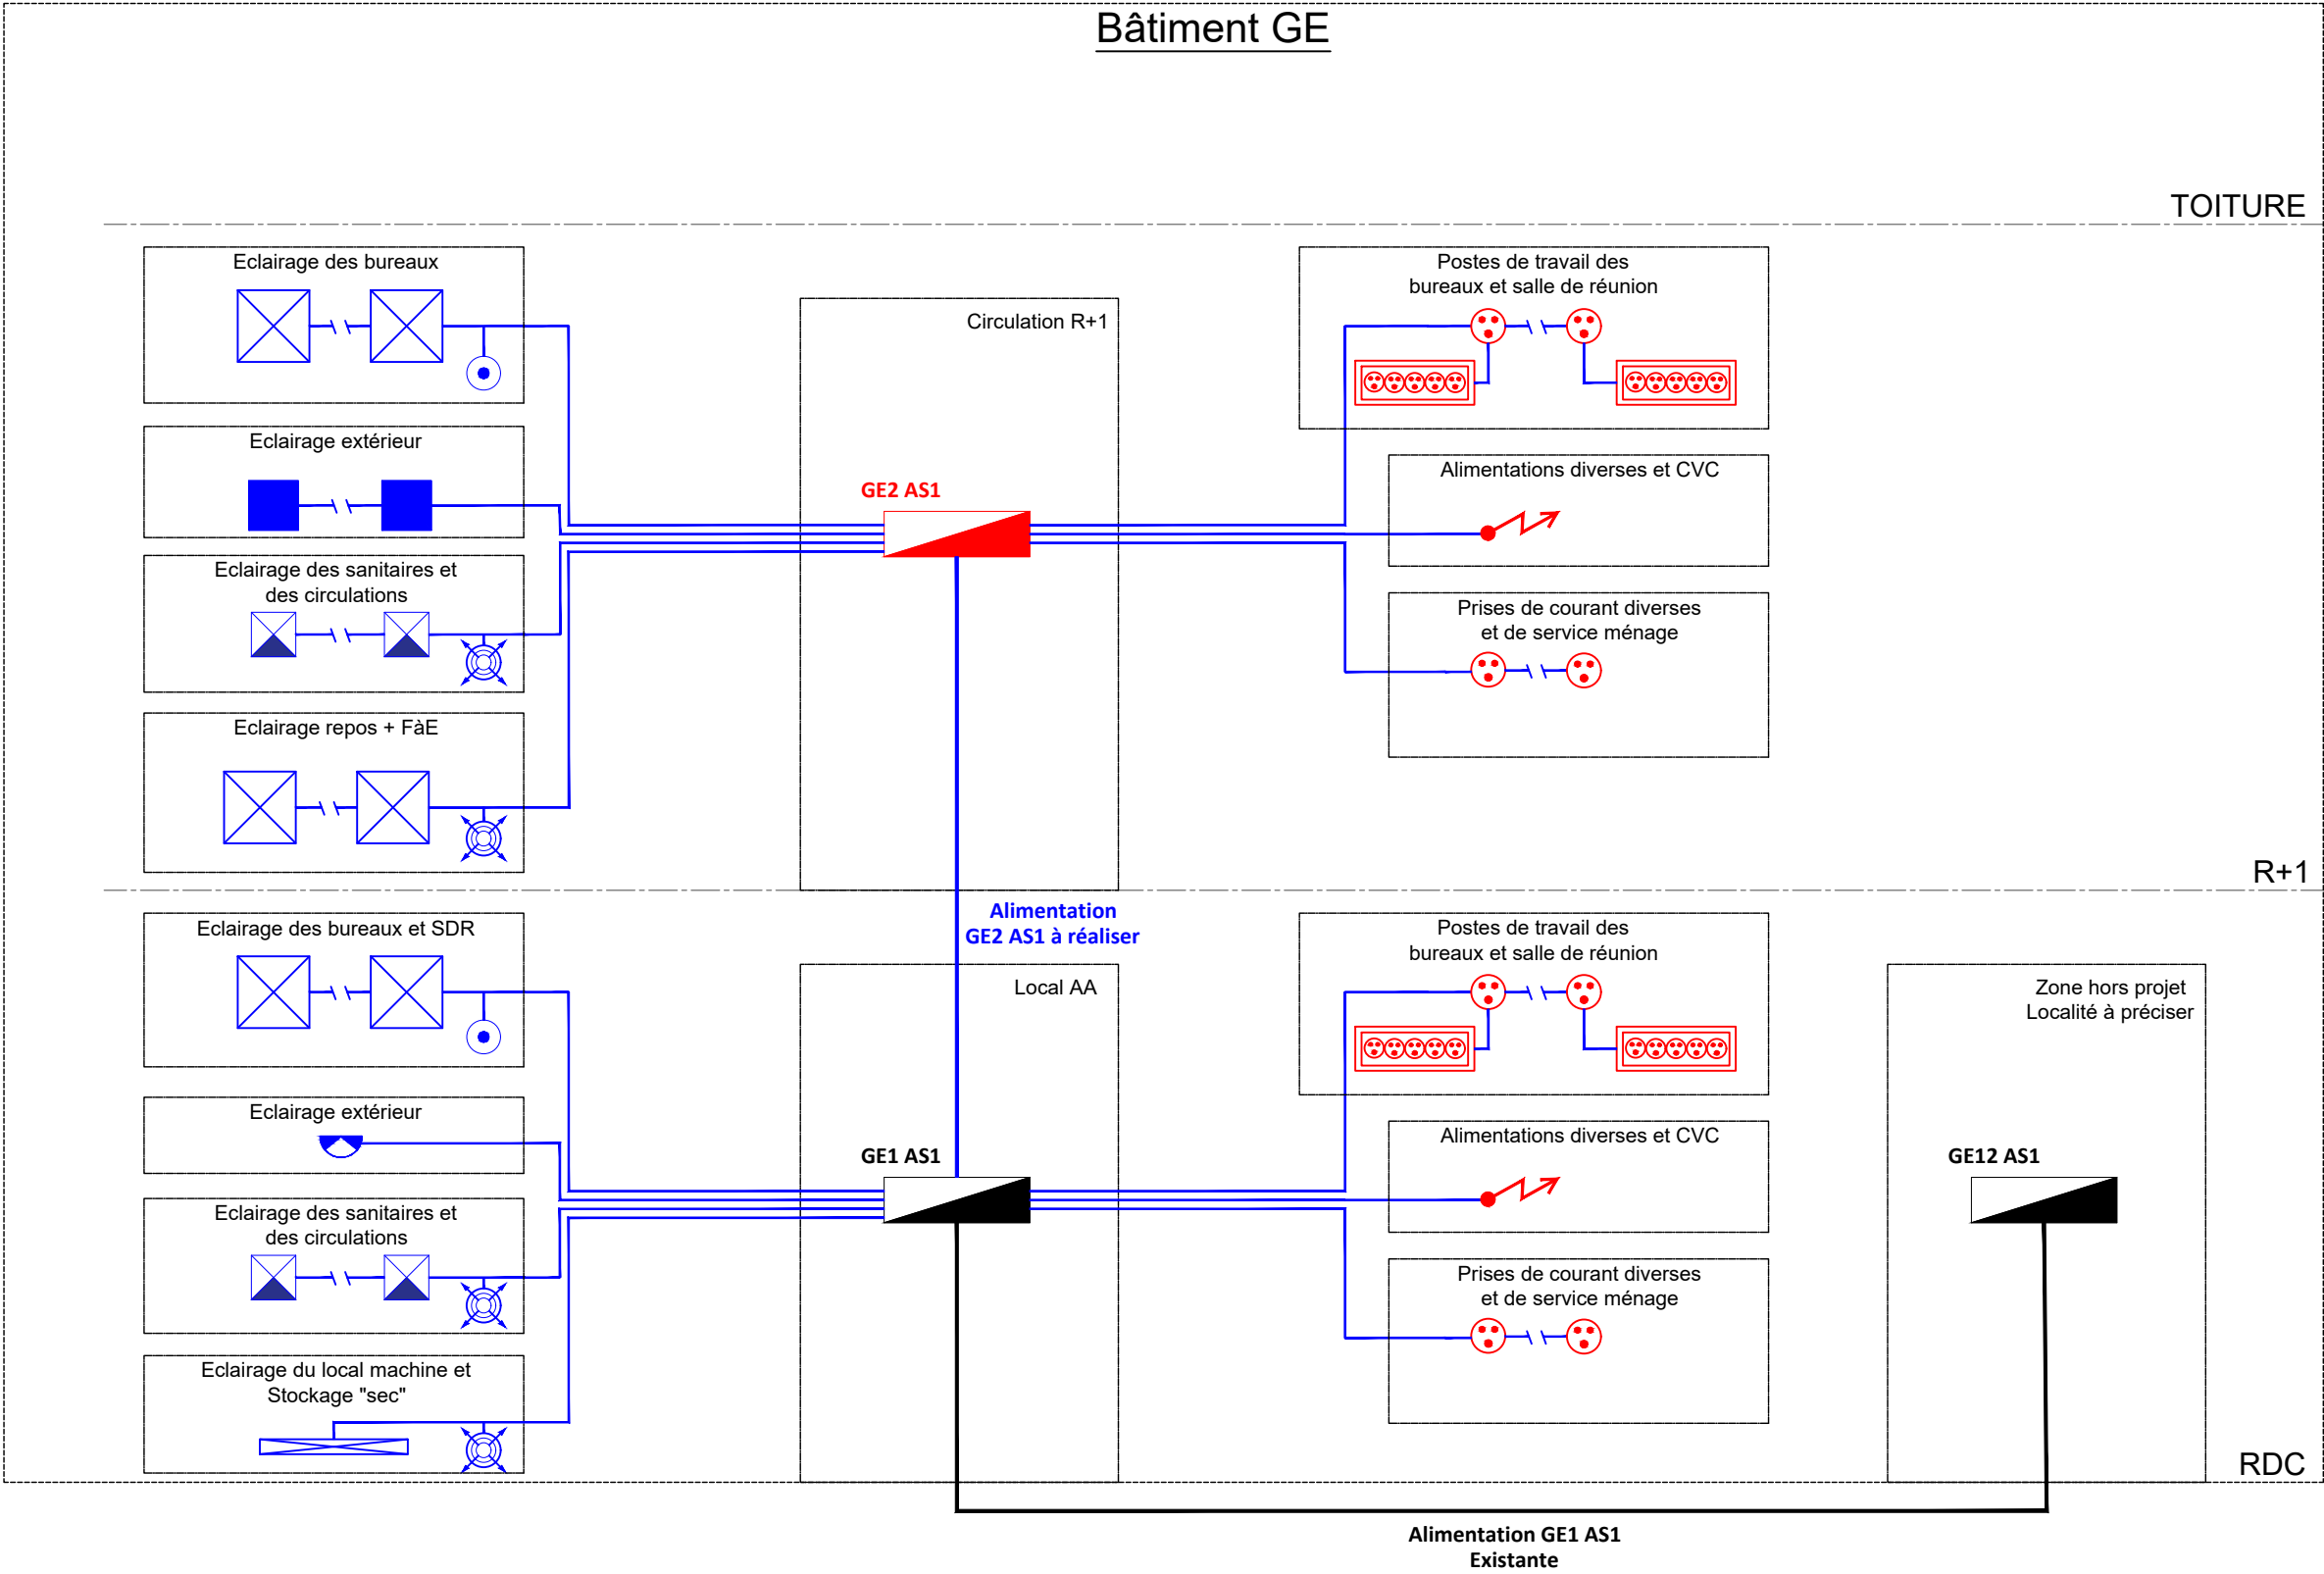 Bâtiment GE
TOITURE
Eclairage des bureaux
Eclairage extérieur
Eclairage des sanitaires et
des circulations
Eclairage repos + FàE
Circulation R+1
GE2 AS1
Postes de travail des
bureaux et salle de réunion
Alimentations diverses et CVC
Prises de courant diverses
et de service ménage
R+1
Alimentation
GE2 AS1 à réaliser
Eclairage des bureaux et SDR
Eclairage extérieur
Eclairage des sanitaires et
des circulations
Eclairage du local machine et
Stockage "sec"
Local AA
GE1 AS1
Postes de travail des
bureaux et salle de réunion
Alimentations diverses et CVC
Prises de courant diverses
et de service ménage
Zone hors projet
Localité à préciser
GE12 AS1
RDC
Alimentation GE1 AS1
Existante